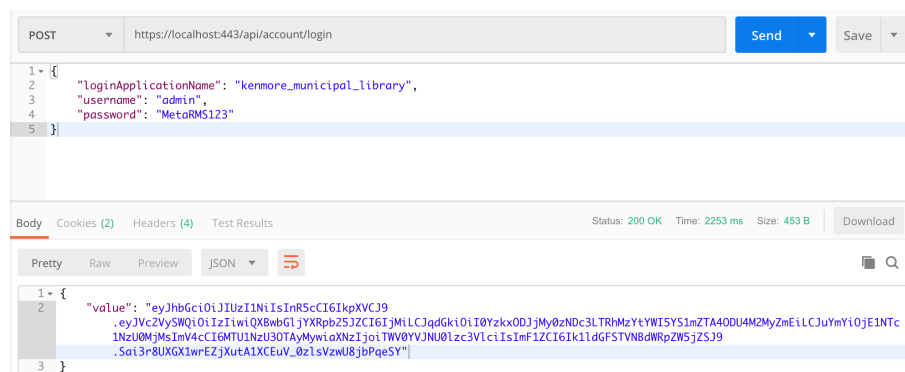 POST https://localhost:443/api/account/login Send Save
1 {
2 "loginApplicationName": "kenmore_municipal_library",
3 "username": "admin",
4 "password": "MetaRMS123"
5 }
Body Cookies (2) Headers (4) Test Results Status: 200 OK Time: 2253 ms Size: 453 B Download
Pretty Raw Preview JSON
1 {
2 "value": "eyJhbGciOiJIUzI1NiIsInR5cCI6IkpXVCJ9
.eyJVc2VySWQiOiIzIiwiQXBwbGljYXRpb25JZCI6IjMiLCJqdGkiOiI0YzkxODJjMy0zNDc3LTRhMzYtYWI5YS1mZTA4ODU4M2MyZmEiLCJuYmYiOjE1NTc
1NzU0MjMsImV4cCI6MTU1NzU3OTAyMywiaXNzIjoiTWV0YVJNU0lzc3VlciIsImF1ZCI6Ik1ldGFSTVNBdWRpZW5jZSJ9
.Sai3r8UXGX1wrEZjXutA1XCEuV_0zlsVzwU8jbPqeSY"
3 }